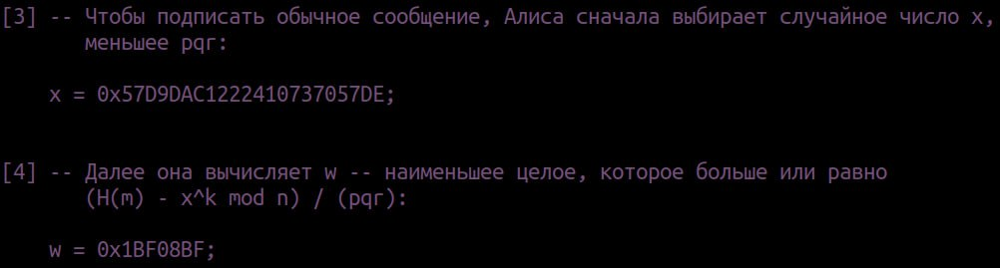 [3] -- Чтобы подписать обычное сообщение, Алиса сначала выбирает случайное число x,
меньшее pqr:
x = 0x57D9DAC1222410737057DE;
[4] -- Далее она вычисляет w -- наименьшее целое, которое больше или равно
(H(m) - x^k mod n) / (pqr):
w = 0x1BF08BF;